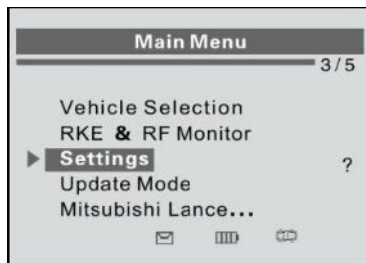 Main Menu
3/5
Vehicle Selection
RKE & RF Monitor
Settings
?
Update Mode
Mitsubishi Lance...